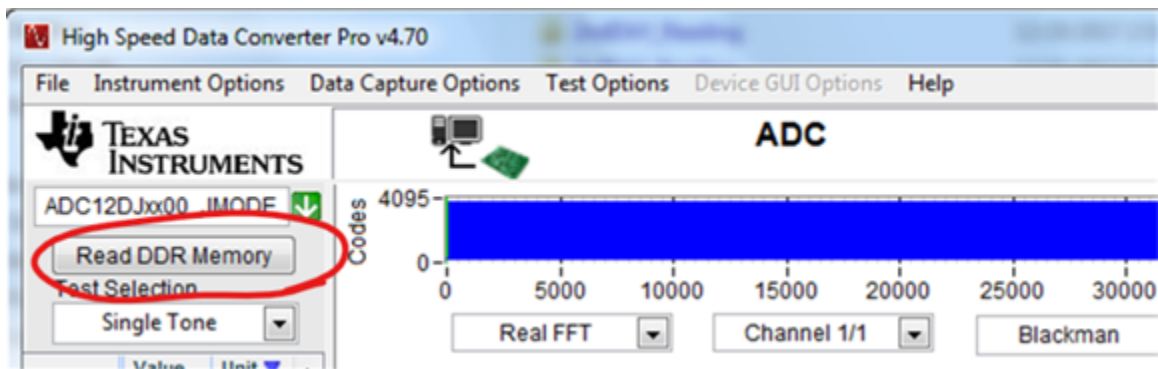 High Speed Data Converter Pro v4.70
File Instrument Options Data Capture Options Test Options Device GUI Options Help
TEXAS INSTRUMENTS
ADC
ADC12DJxx00_JMODE
Read DDR Memory
Test Selection
Single Tone
Value Unit
Codes
4095
0
0 5000 10000 15000 20000 25000 30000
Real FFT Channel 1/1 Blackman